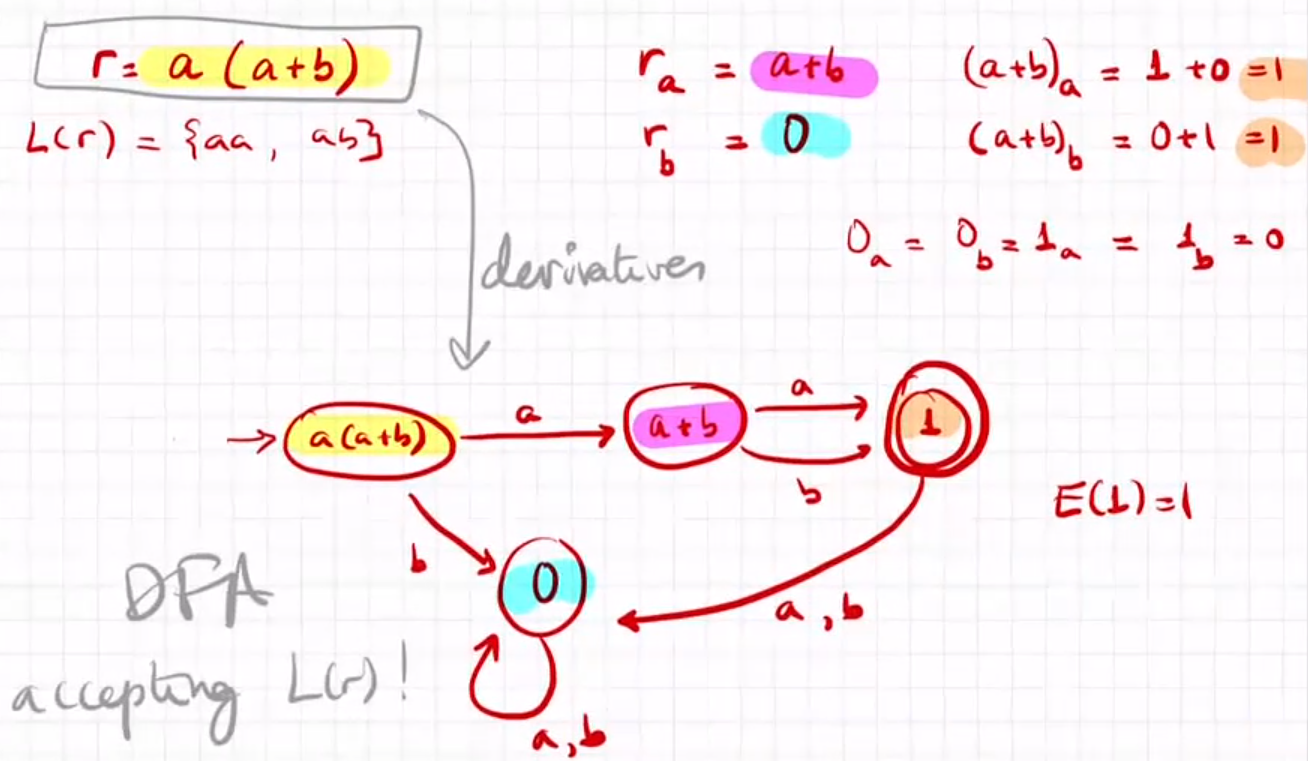 r = a (a+b)
L(r) = {aa, ab}
r_a = a+b
(a+b)_a = 1 + 0 = 1
r_b = 0
(a+b)_b = 0+1 = 1
0_a = 0_b = 1_a = 1_b = 0
derivatives
a(a+b)
a
a+b
a
b
1
E(1) = 1
b
0
a, b
a, b
DFA
accepting L(r)!